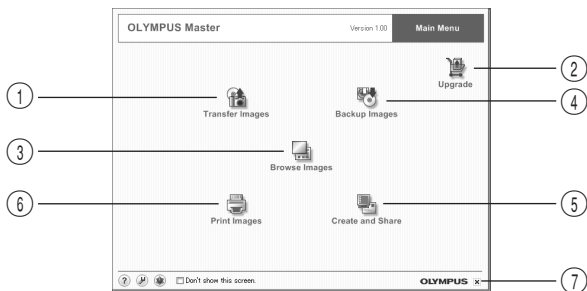 OLYMPUS Master Version 1.00 Main Menu
2
Upgrade
1 4
Transfer Images Backup Images
3
Browse Images
6 5
Print Images Create and Share
? Don't show this screen. OLYMPUS x 7